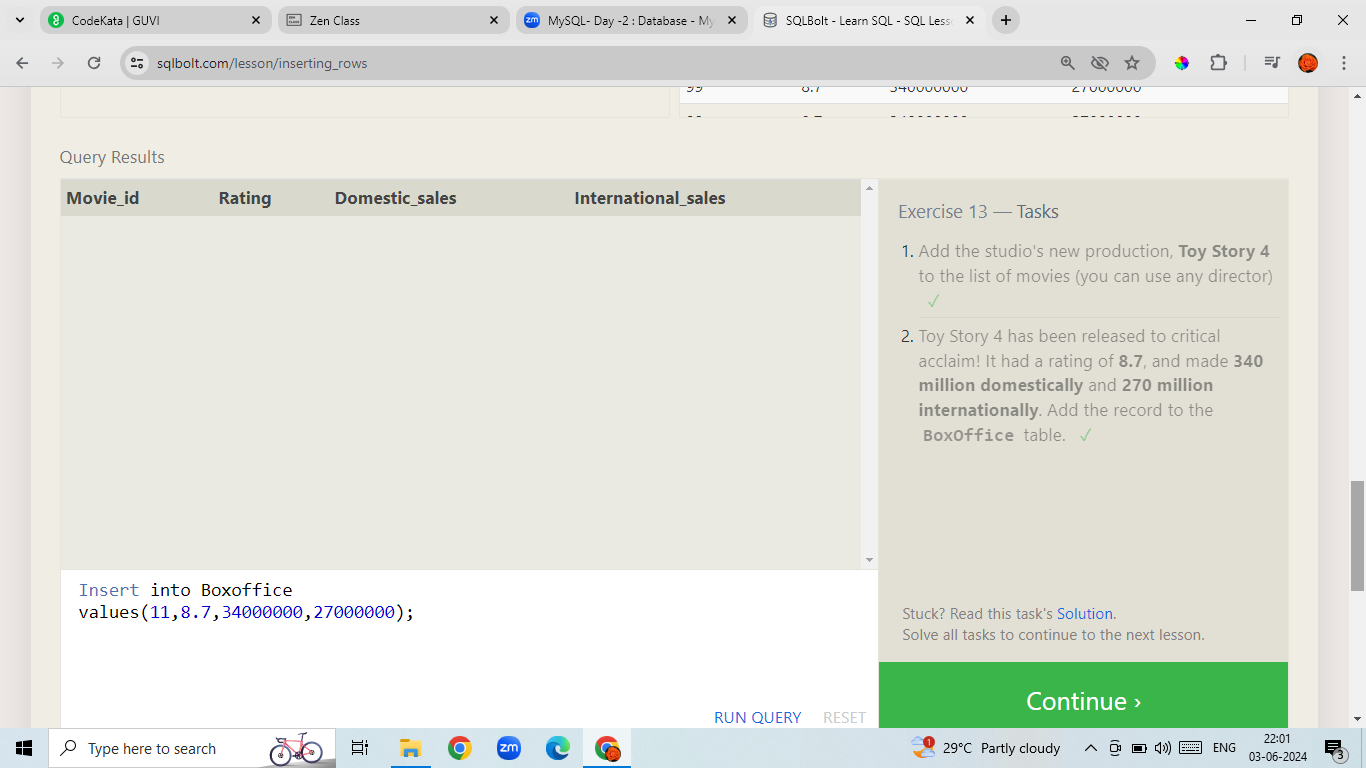 CodeKata | GUVI
Zen Class
MySQL- Day -2 : Database - My
SQLBolt - Learn SQL - SQL Less
sqlbolt.com/lesson/inserting_rows
99 8.7 340000000 27000000
Query Results
Movie_id Rating Domestic_sales International_sales
Exercise 13 — Tasks
1. Add the studio's new production, Toy Story 4
to the list of movies (you can use any director)
✓
2. Toy Story 4 has been released to critical
acclaim! It had a rating of 8.7, and made 340
million domestically and 270 million
internationally. Add the record to the
BoxOffice table. ✓
Insert into Boxoffice
values(11,8.7,34000000,27000000);
Stuck? Read this task's Solution.
Solve all tasks to continue to the next lesson.
RUN QUERY RESET
Continue ›
Type here to search
zm
29°C Partly cloudy
ENG
22:01
03-06-2024
3